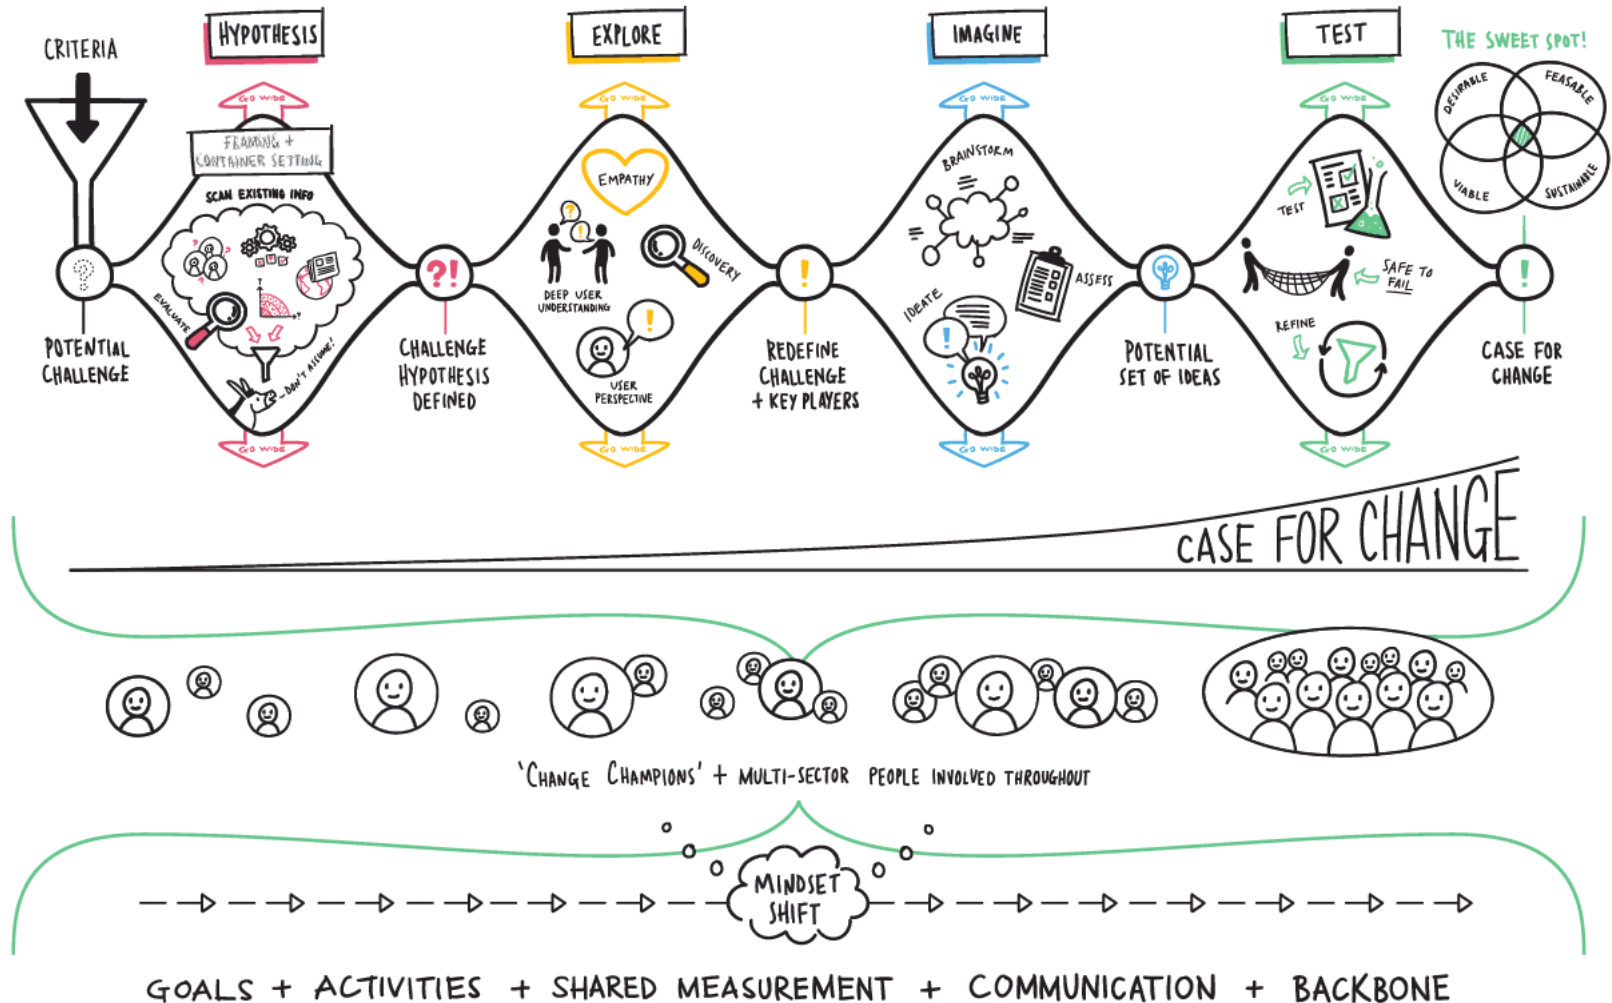 CRITERIA
HYPOTHESIS
EXPLORE
IMAGINE
TEST
THE SWEET SPOT!
DESIRABLE
FEASABLE
VIABLE
SUSTAINABLE
GO WIDE
GO WIDE
GO WIDE
GO WIDE
FRAMING +
CONTAINER SETTING
SCAN EXISTING INFO
? ? ?
T
?
EVALUATE
...DON'T ASSUME!
EMPATHY
?
!
DEEP USER
UNDERSTANDING
DISCOVERY
!
USER
PERSPECTIVE
BRAINSTORM
ASSESS
IDEATE
!
TEST
SAFE TO
FAIL
REFINE
?
?!
!
!
POTENTIAL
CHALLENGE
CHALLENGE
HYPOTHESIS
DEFINED
REDEFINE
CHALLENGE
+ KEY PLAYERS
POTENTIAL
SET OF IDEAS
CASE FOR
CHANGE
GO WIDE
GO WIDE
GO WIDE
GO WIDE
CASE FOR CHANGE
'CHANGE CHAMPIONS' + MULTI-SECTOR PEOPLE INVOLVED THROUGHOUT
MINDSET
SHIFT
GOALS + ACTIVITIES + SHARED MEASUREMENT + COMMUNICATION + BACKBONE